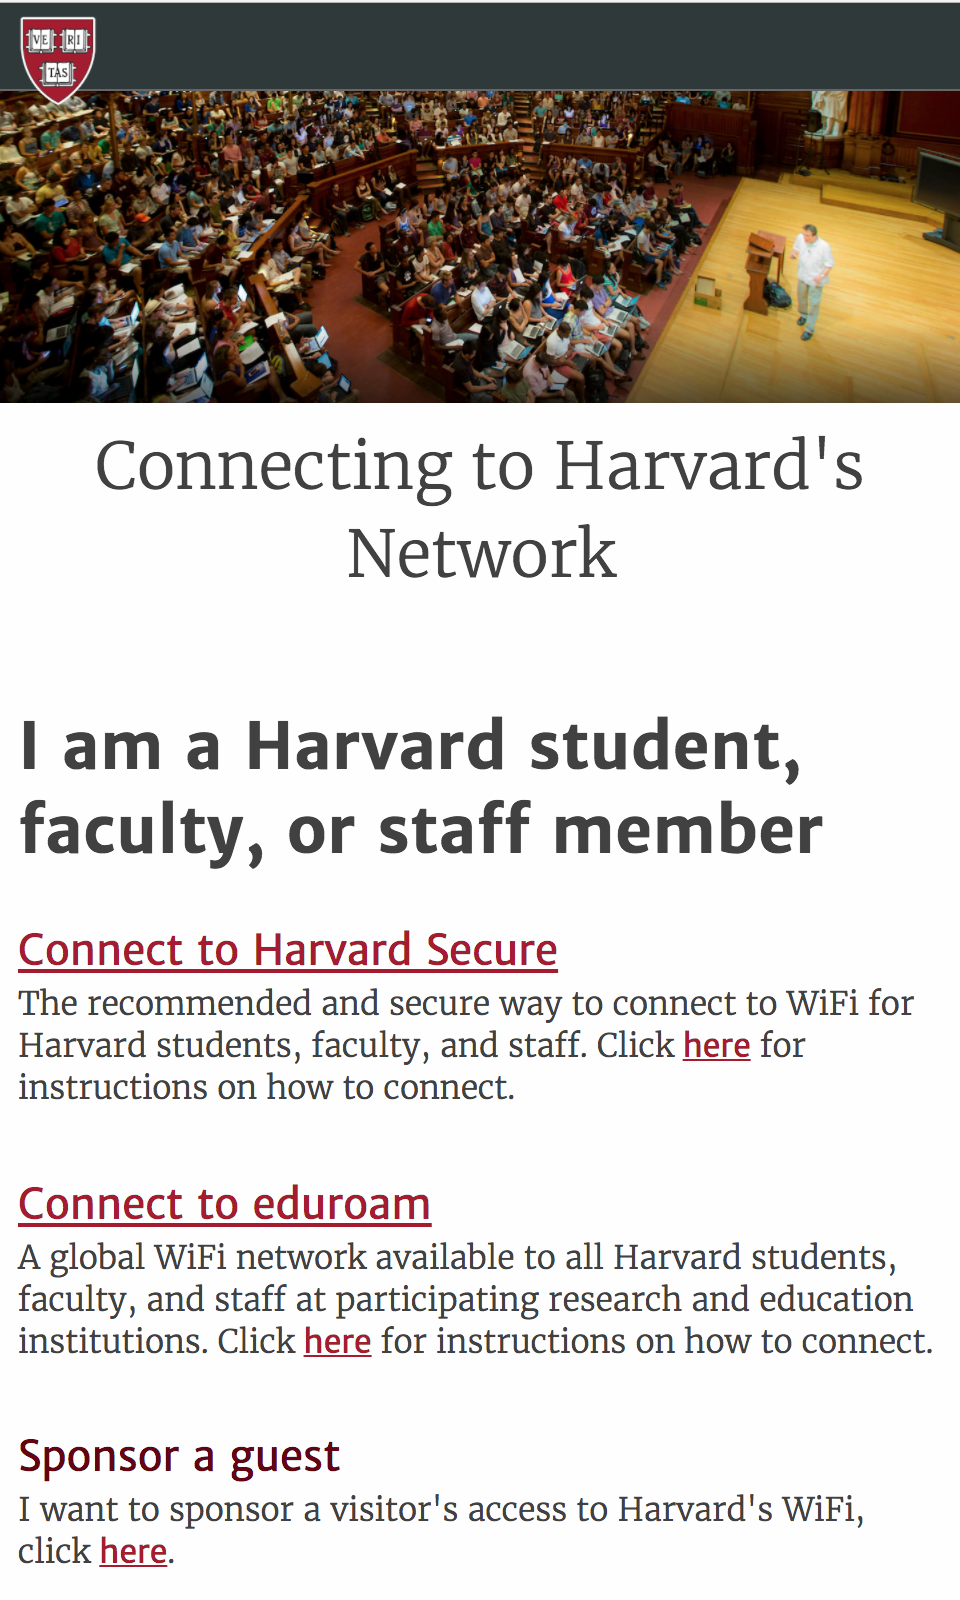 VE RI
TAS
Connecting to Harvard's
Network
I am a Harvard student,
faculty, or staff member
Connect to Harvard Secure
The recommended and secure way to connect to WiFi for
Harvard students, faculty, and staff. Click here for
instructions on how to connect.
Connect to eduroam
A global WiFi network available to all Harvard students,
faculty, and staff at participating research and education
institutions. Click here for instructions on how to connect.
Sponsor a guest
I want to sponsor a visitor's access to Harvard's WiFi,
click here.